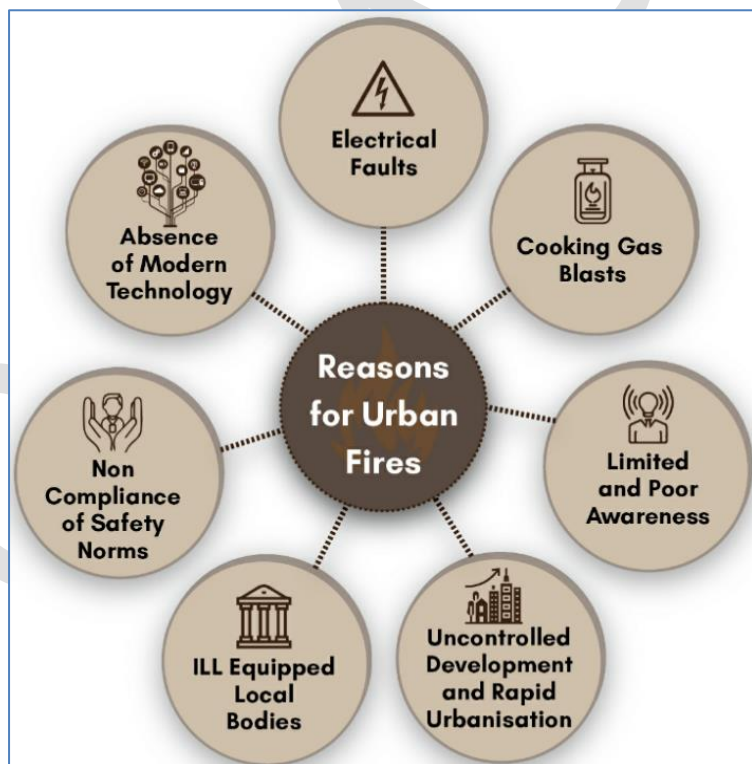 Reasons
for Urban
Fires
Electrical
Faults
Cooking Gas
Blasts
Limited
and Poor
Awareness
Uncontrolled
Development
and Rapid
Urbanisation
ILL Equipped
Local
Bodies
Non
Compliance
of Safety
Norms
Absence
of Modern
Technology